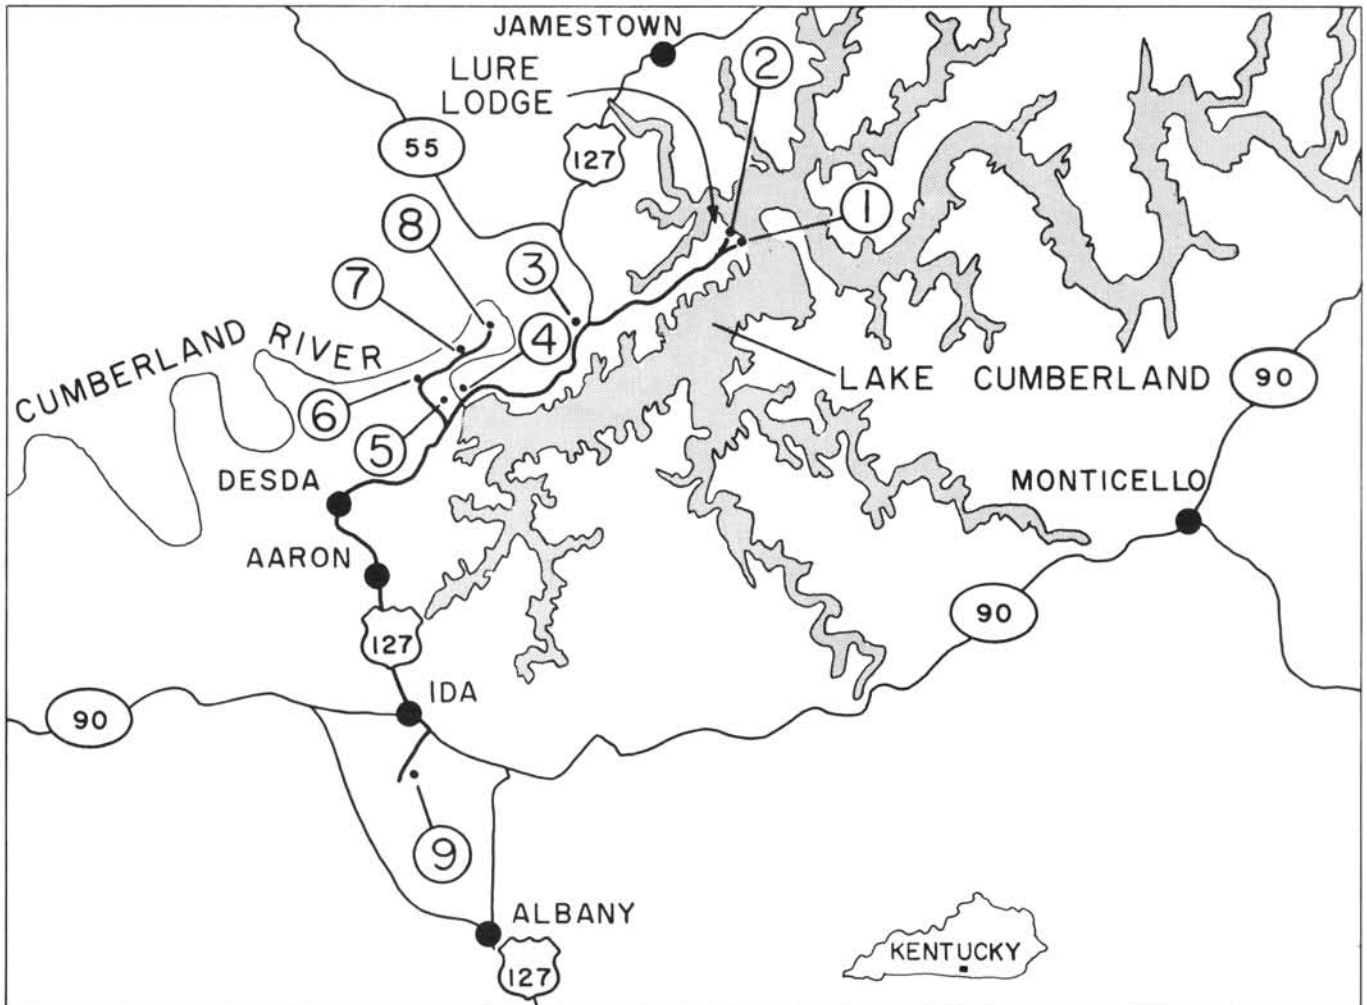 JAMESTOWN
LURE
LODGE
2
55
127
1
8
7
3
4
CUMBERLAND RIVER
LAKE CUMBERLAND
90
6
5
DESDA
MONTICELLO
AARON
90
127
IDA
90
9
ALBANY
KENTUCKY
127